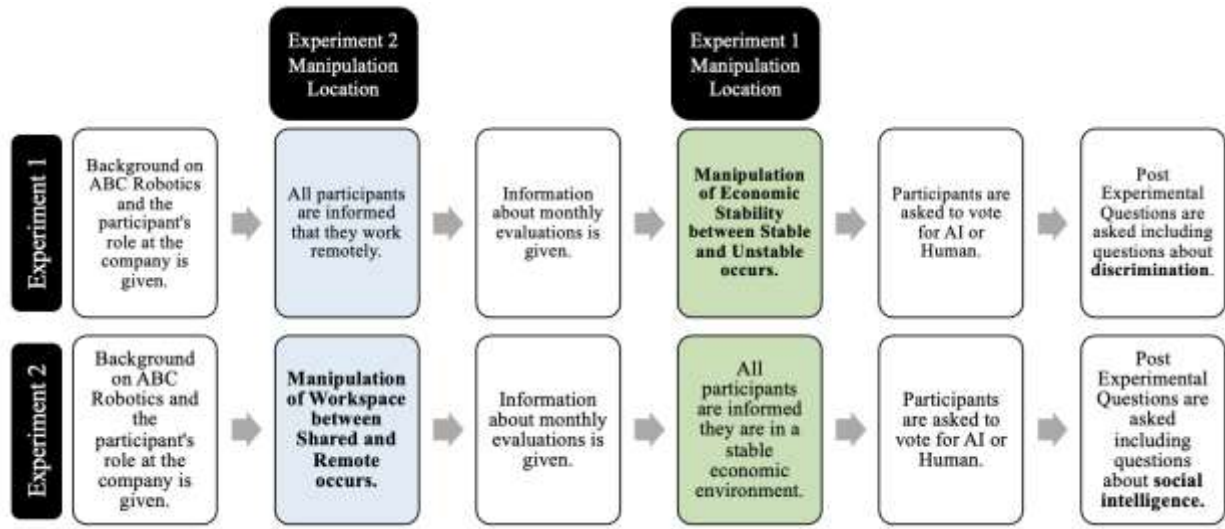 Experiment 2
Manipulation
Location
Experiment 1
Manipulation
Location
Experiment 1
Background on
ABC Robotics
and the
participant's
role at the
company is
given.
All participants
are informed
that they work
remotely.
Information
about monthly
evaluations is
given.
Manipulation
of Economic
Stability
between Stable
and Unstable
occurs.
Participants are
asked to vote
for AI or
Human.
Post
Experimental
Questions are
asked including
questions about
discrimination.
Experiment 2
Background
on ABC
Robotics and
the
participant's
role at the
company is
given.
Manipulation
of Workspace
between
Shared and
Remote
occurs.
Information
about monthly
evaluations is
given.
All
participants
are informed
they are in a
stable
economic
environment.
Participants
are asked to
vote for AI or
Human.
Post
Experimental
Questions are
asked
including
questions
about social
intelligence.